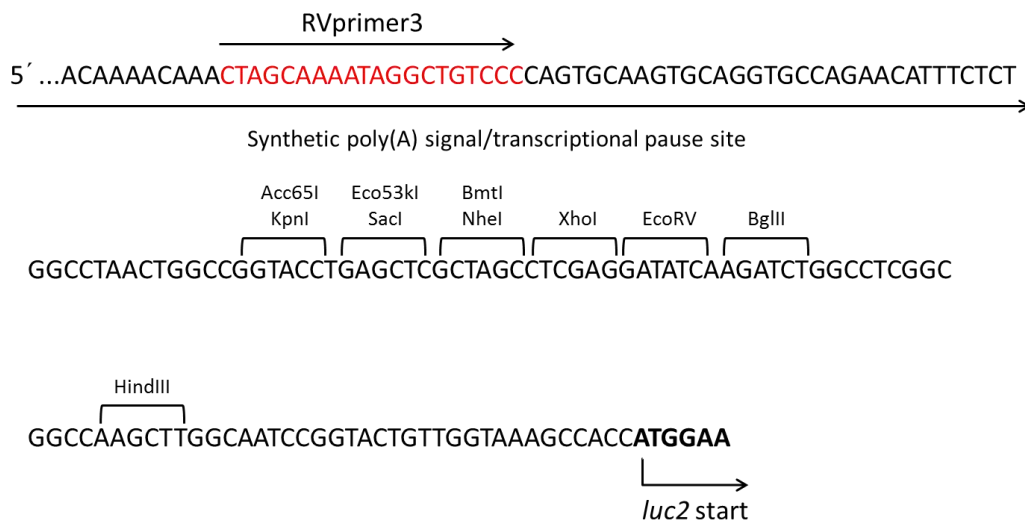 RVprimer3
5´ ...ACAAAACAAACTAGCAAAATAGGCTGTCCCCAGTGCAAGTGCAGGTGCCAGAACATTTCTCT
Synthetic poly(A) signal/transcriptional pause site
Acc65I Eco53kI BmtI
KpnI SacI NheI XhoI EcoRV BglII
GGCCTAACTGGCCGGTACCTGAGCTCGCTAGCCTCGAGGATATCAAGATCTGGCCTCGGC
HindIII
GGCCAAGCTTGGCAATCCGGTACTGTTGGTAAAGCCACCATGGAA
luc2 start